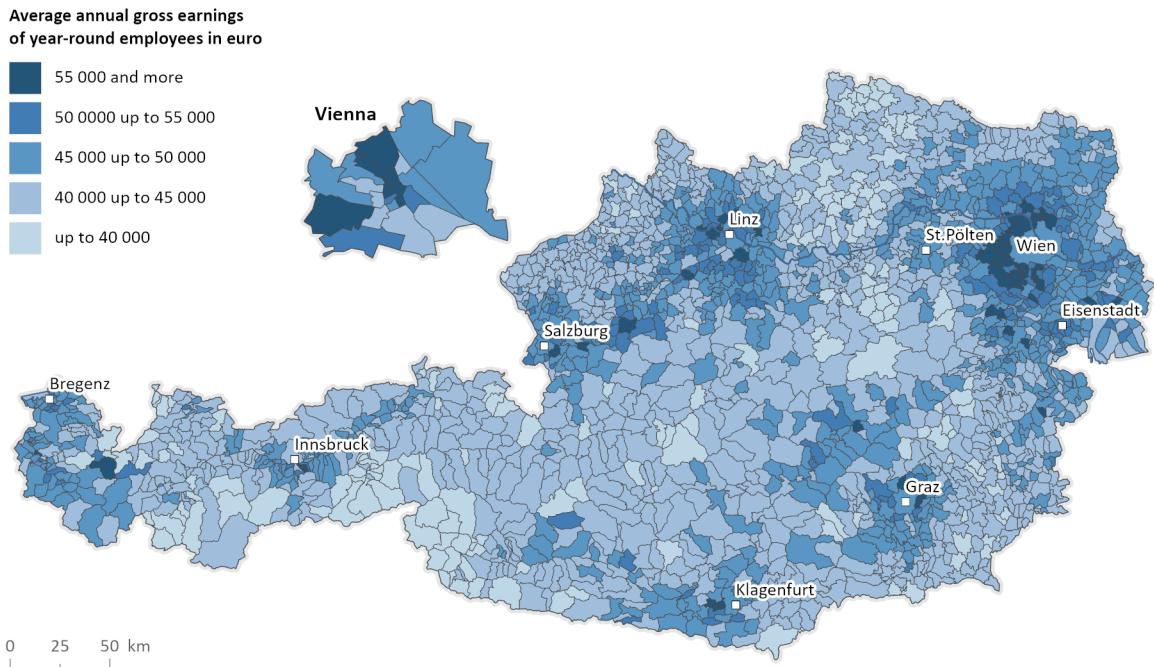 Average annual gross earnings
of year-round employees in euro
55 000 and more
50 0000 up to 55 000
45 000 up to 50 000
40 000 up to 45 000
up to 40 000
Vienna
Linz
St.Pölten
Wien
Eisenstadt
Salzburg
Bregenz
Innsbruck
Graz
Klagenfurt
0 25 50 km